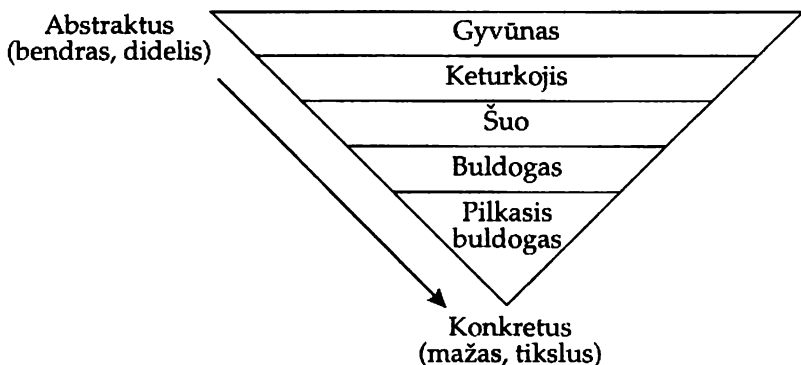 Abstraktus
(bendras, didelis)
Gyvūnas
Keturkojis
Šuo
Buldogas
Pilkasis
buldogas
Konkretus
(mažas, tikslus)